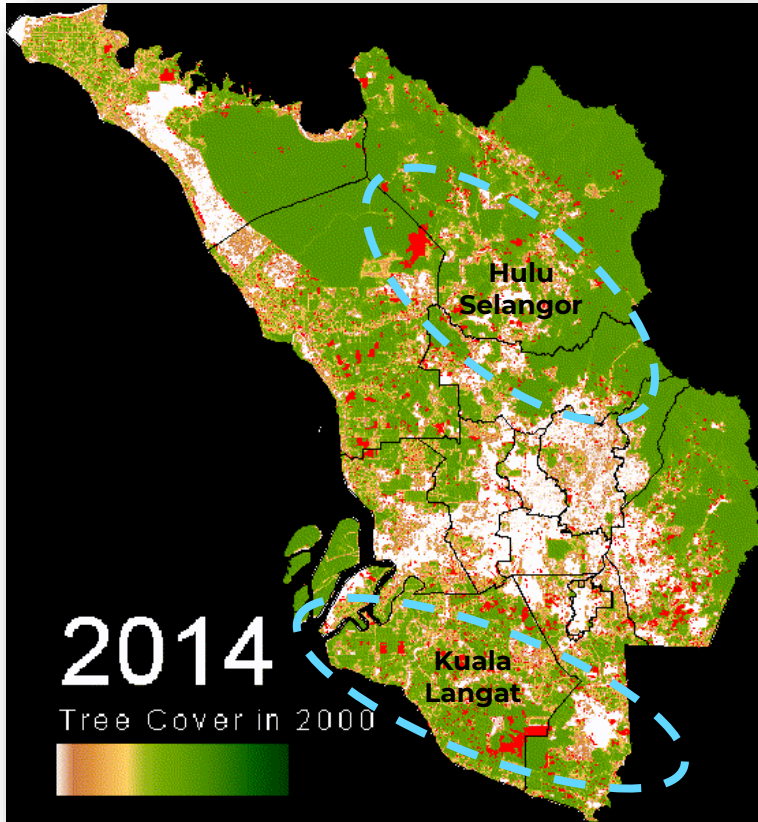 Hulu
Selangor
Kuala
Langat
2014
Tree Cover in 2000